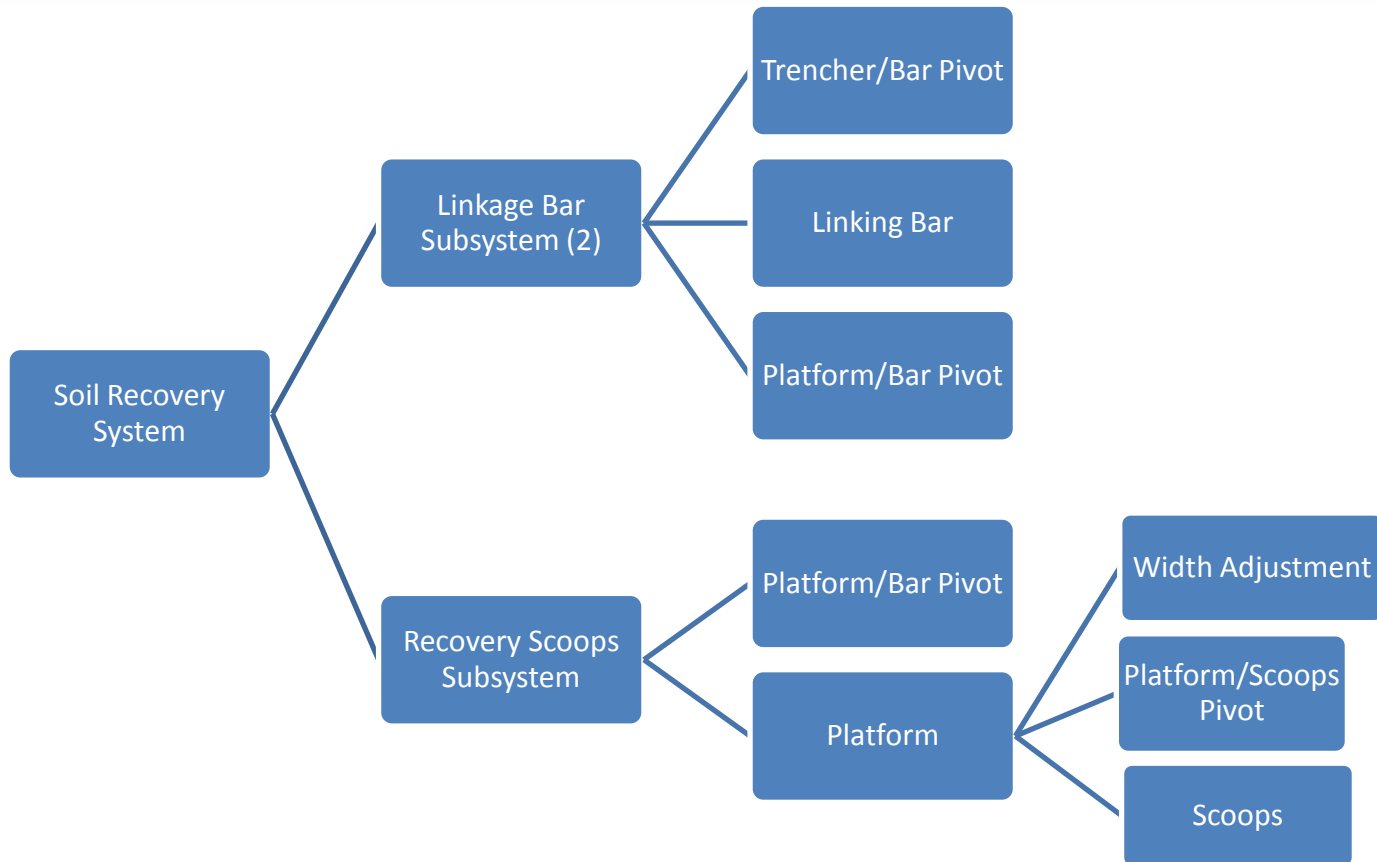 Trencher/Bar Pivot
Linkage Bar
Subsystem (2)
Linking Bar
Platform/Bar Pivot
Soil Recovery
System
Platform/Bar Pivot
Width Adjustment
Recovery Scoops
Subsystem
Platform/Scoops
Pivot
Platform
Scoops